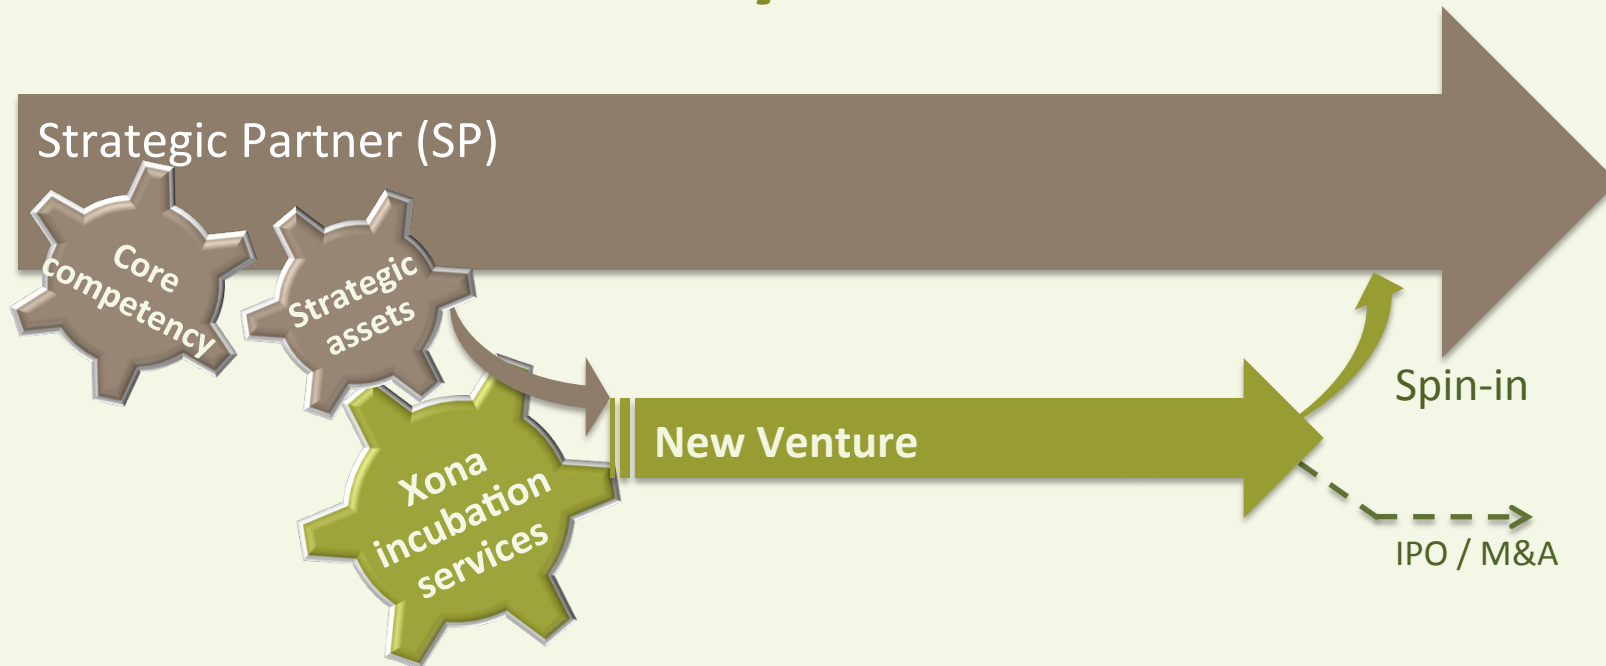 Strategic Partner (SP)
Core
competency
Strategic
assets
Xona
incubation
services
New Venture
Spin-in
IPO / M&A